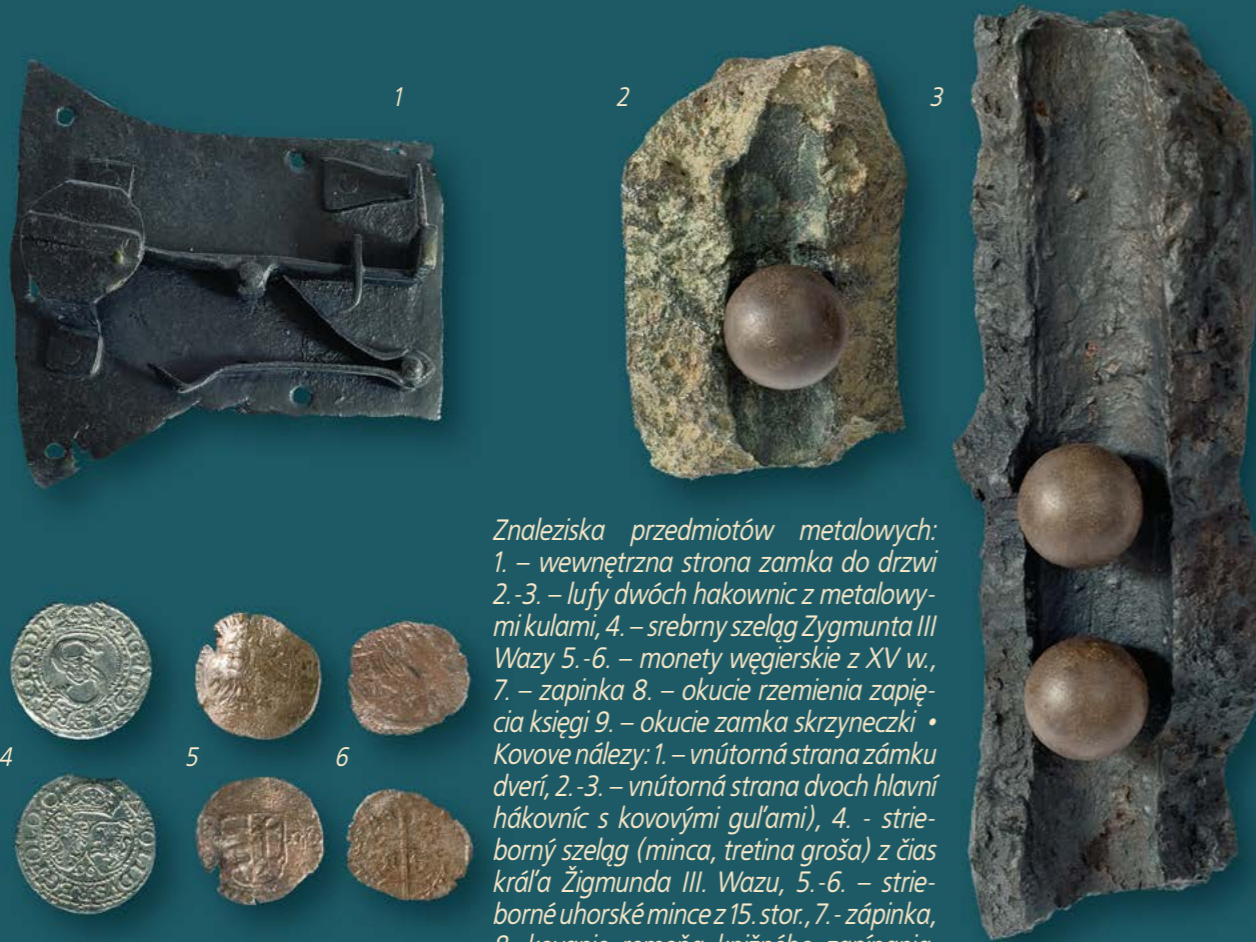 1
2
3
Znaleziska przedmiotów metalowych:
1. – wewnętrzna strona zamka do drzwi
2.-3. – lufy dwóch hakownic z metalowy-
mi kulami, 4. – srebrny szeląg Zygmunta III
Wazy 5.-6. – monety węgierskie z XV w.,
7. – zapinka 8. – okucie rzemienia zapię-
cia księgi 9. – okucie zamka skrzyneczki •
Kovove nálezy: 1. – vnútorná strana zámku
dverí, 2.-3. – vnútorná strana dvoch hlavní
hákovníc s kovovými guľami), 4. - strie-
borný szeląg (minca, tretina groša) z čias
kráľa Žigmunda III. Wazu, 5.-6. – strie-
borné uhorské mince z 15. stor., 7. - zápinka,
4
5
6